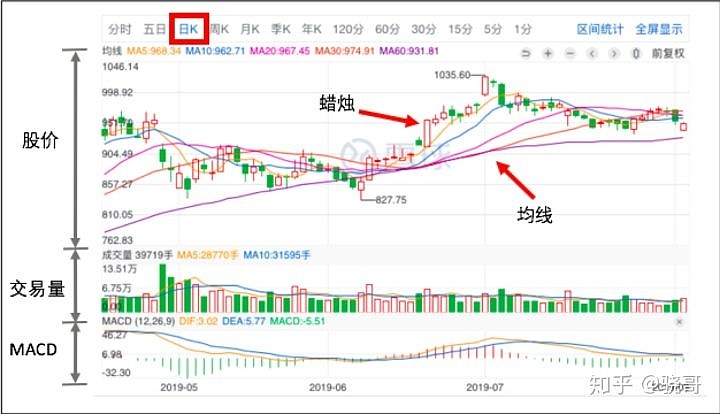 分时 五日 日K 周K 月K 季K 年K 120分 60分 30分 15分 5分 1分 区间统计 全屏显示
均线 MA5:968.34 MA10:962.71 MA20:967.45 MA30:974.91 MA60:931.81 前复权
1046.14
1035.60
998.92
蜡烛
951.70
股价
904.49
857.27
827.75
均线
810.05
762.83
成交量 39719手 MA5:28770手 MA10:31595手
13.51万
交易量
6.75万
0.00
MACD (12,26,9) DIF:3.02 DEA:5.77 MACD:-5.51
46.27
MACD
6.98
-32.30
2019-05 2019-06 2019-07
知乎 @骁哥